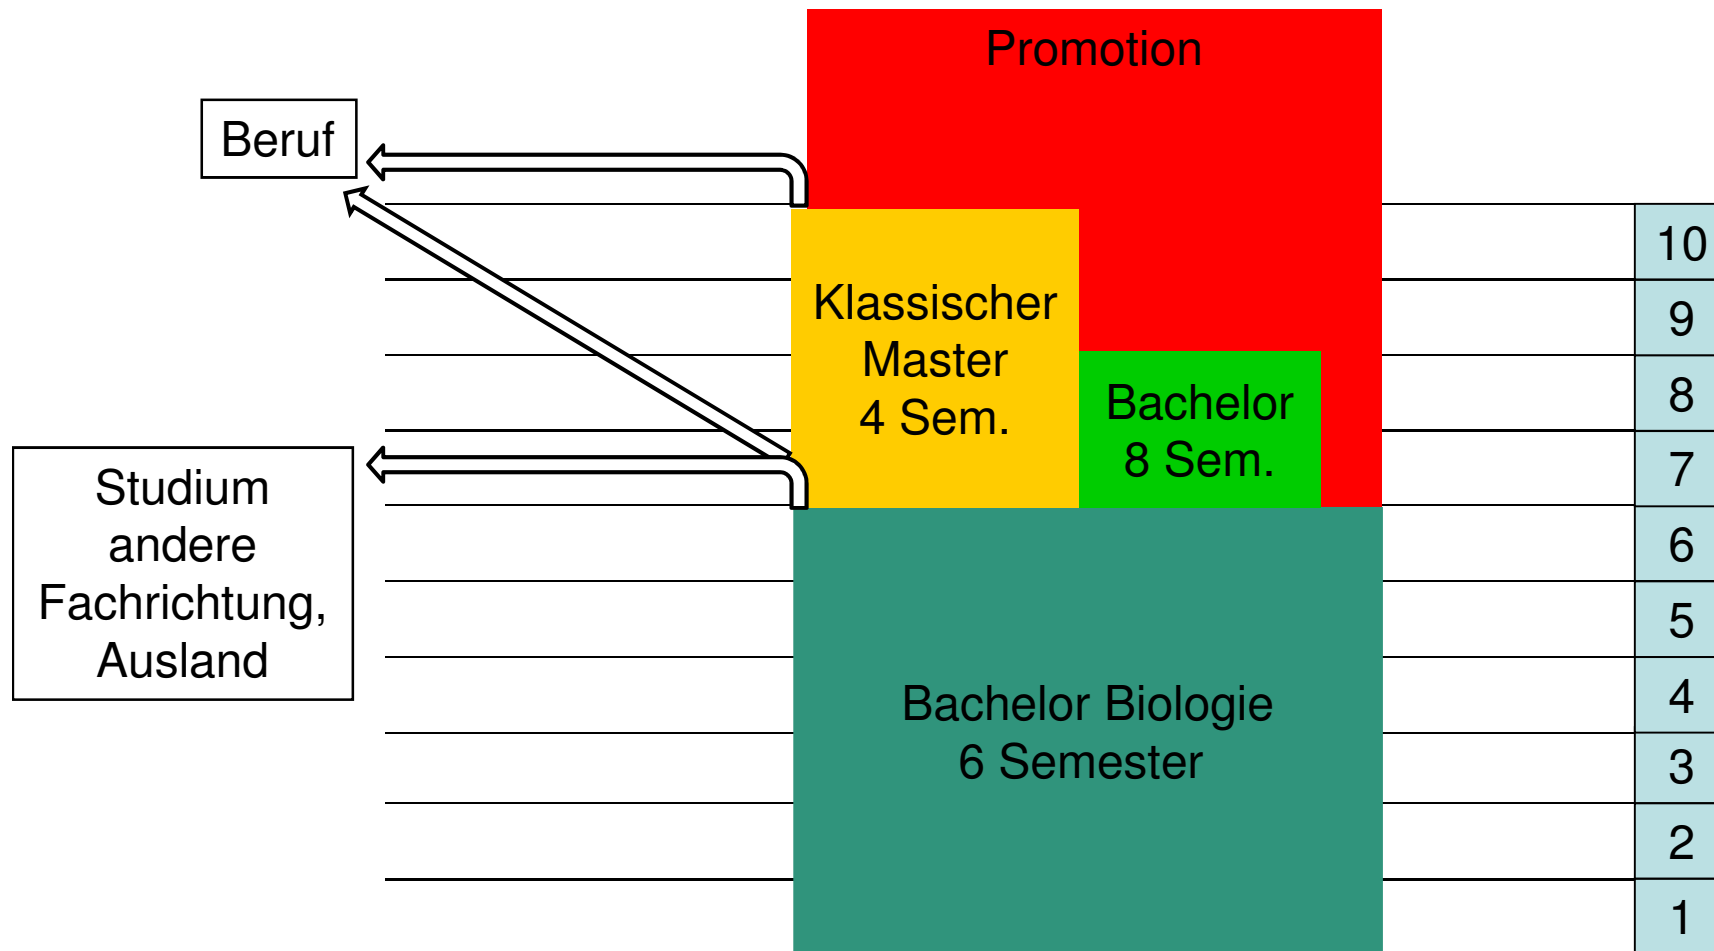 Promotion
Beruf
Klassischer
Master
4 Sem.
Bachelor
8 Sem.
Studium
andere
Fachrichtung,
Ausland
Bachelor Biologie
6 Semester
10
9
8
7
6
5
4
3
2
1